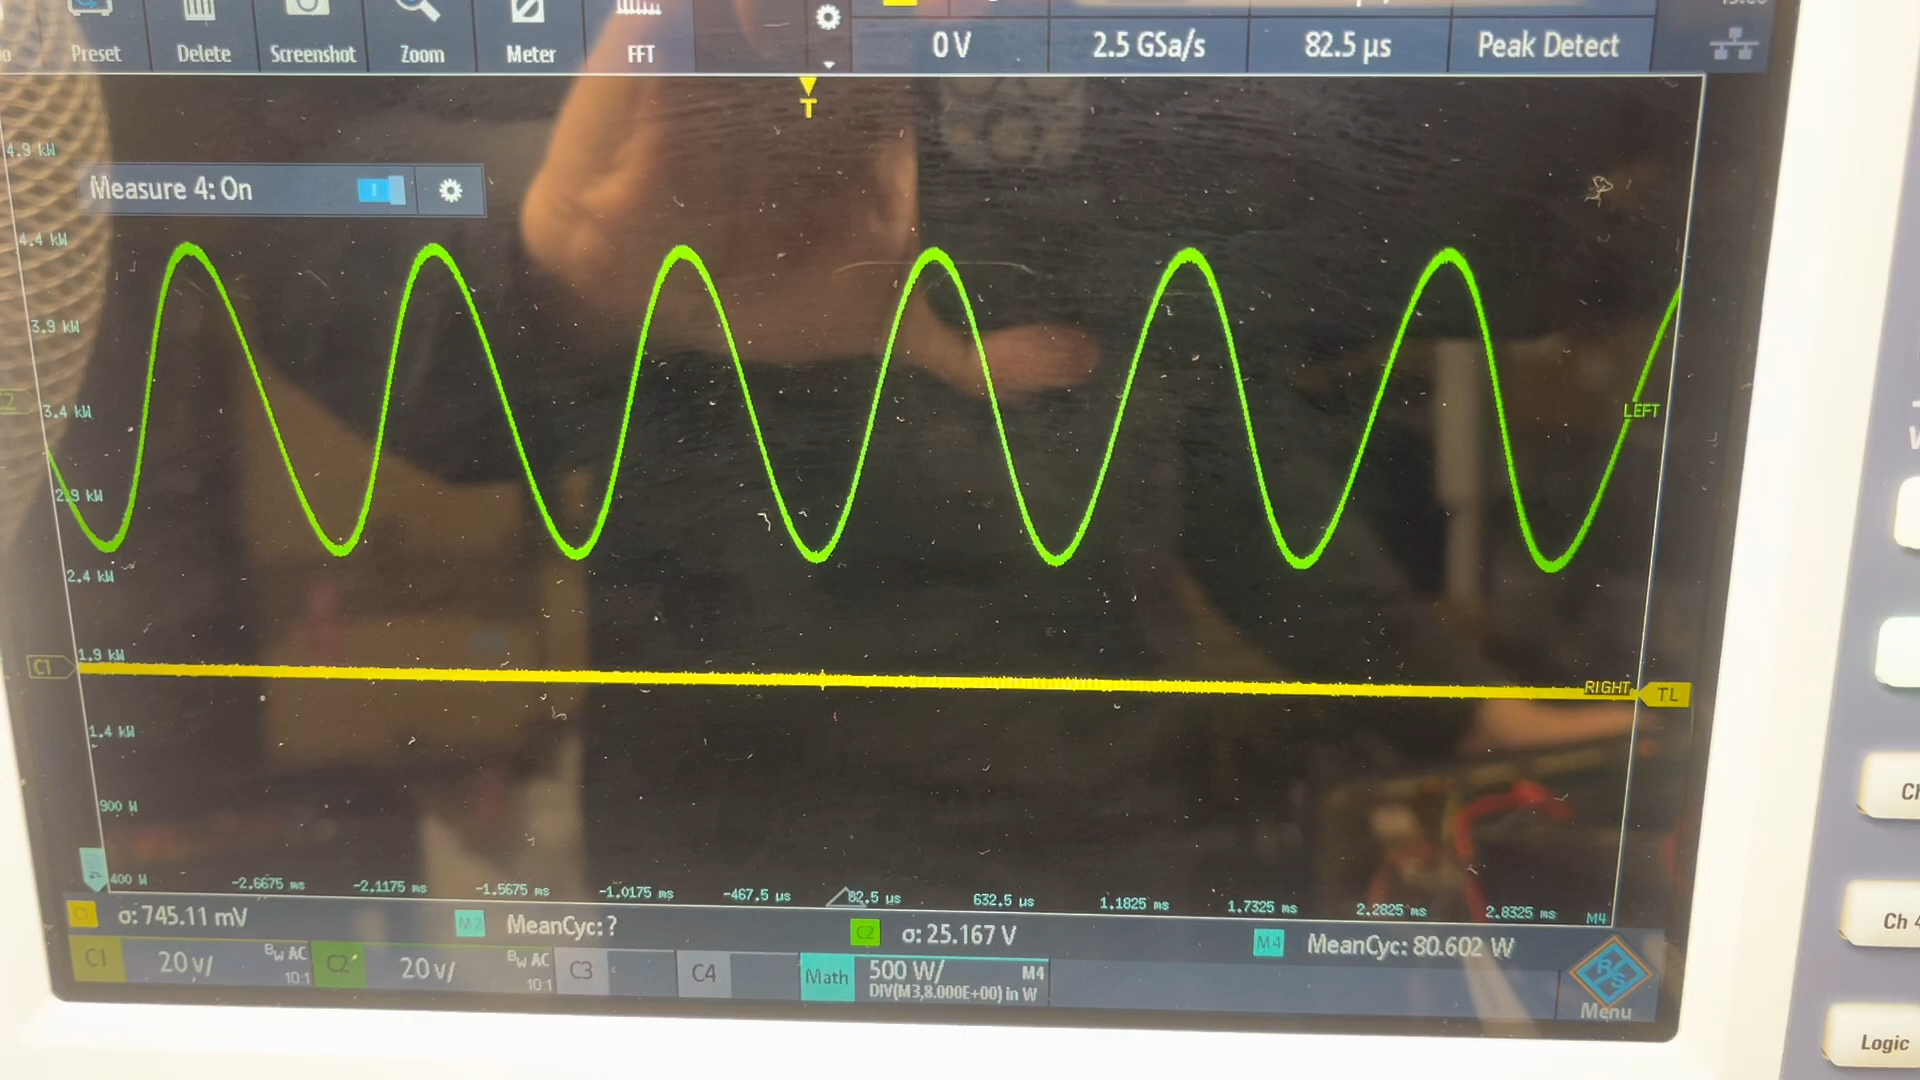 Preset
Delete
Screenshot
Zoom
Meter
FFT
0 V
2.5 GSa/s
82.5 µs
Peak Detect
T
4.9 kW
Measure 4: On
4.4 kW
3.9 kW
3.4 kW
LEFT
2.9 kW
2.4 kW
1.9 kW
C1
RIGHT
TL
1.4 kW
900 W
400 W
-2.6675 ms
-2.1175 ms
-1.5675 ms
-1.0175 ms
-467.5 µs
82.5 µs
632.5 µs
1.1825 ms
1.7325 ms
2.2825 ms
2.8325 ms
M4
C1
σ: 745.11 mV
M2
MeanCyc: ?
C2
σ: 25.167 V
M4
MeanCyc: 80.602 W
C1
20 V/
Bw AC
10:1
C2
20 V/
Bw AC
10:1
C3
C4
Math
500 W/
M4
DIV(M3,8.000E+00) in W
R/S
Menu
Ch 4
Logic